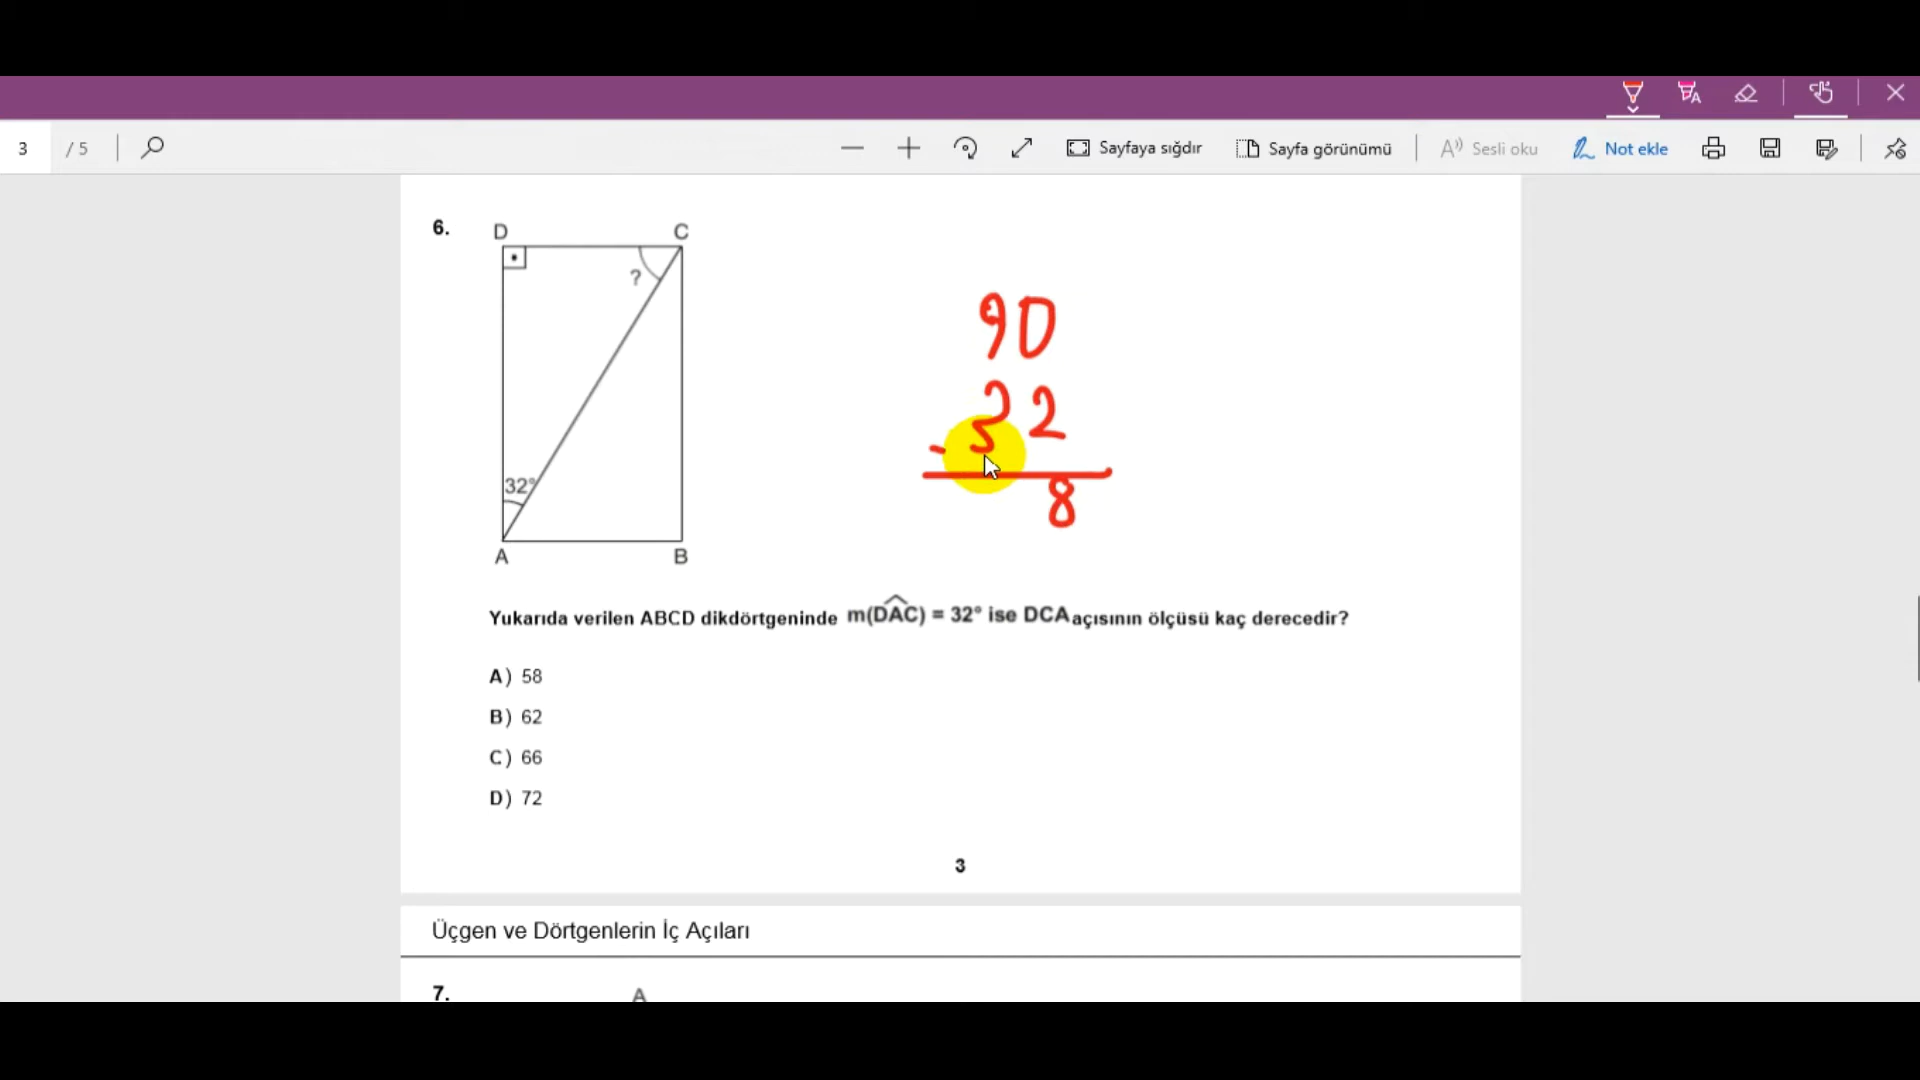 3 / 5 Sayfaya sığdır Sayfa görünümü Sesli oku Not ekle
6.
D C
?
32°
A B
90
32
-
8
Yukarıda verilen ABCD dikdörtgeninde m(DAC) = 32° ise DCA açısının ölçüsü kaç derecedir?
A) 58
B) 62
C) 66
D) 72
3
Üçgen ve Dörtgenlerin İç Açıları
7. A